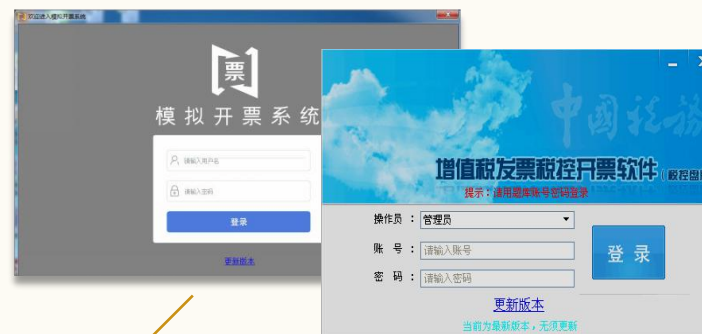 欢迎进入模拟开票系统
票
模拟开票系统
请输入用户名
请输入密码
登录
更新版本
中国税务
增值税发票税控开票软件(税控盘版
提示：请用题库账号密码登录
操作员 ： 管理员
账 号 ： 请输入账号
密 码 ： 请输入密码
登 录
更新版本
当前为最新版本，无须更新